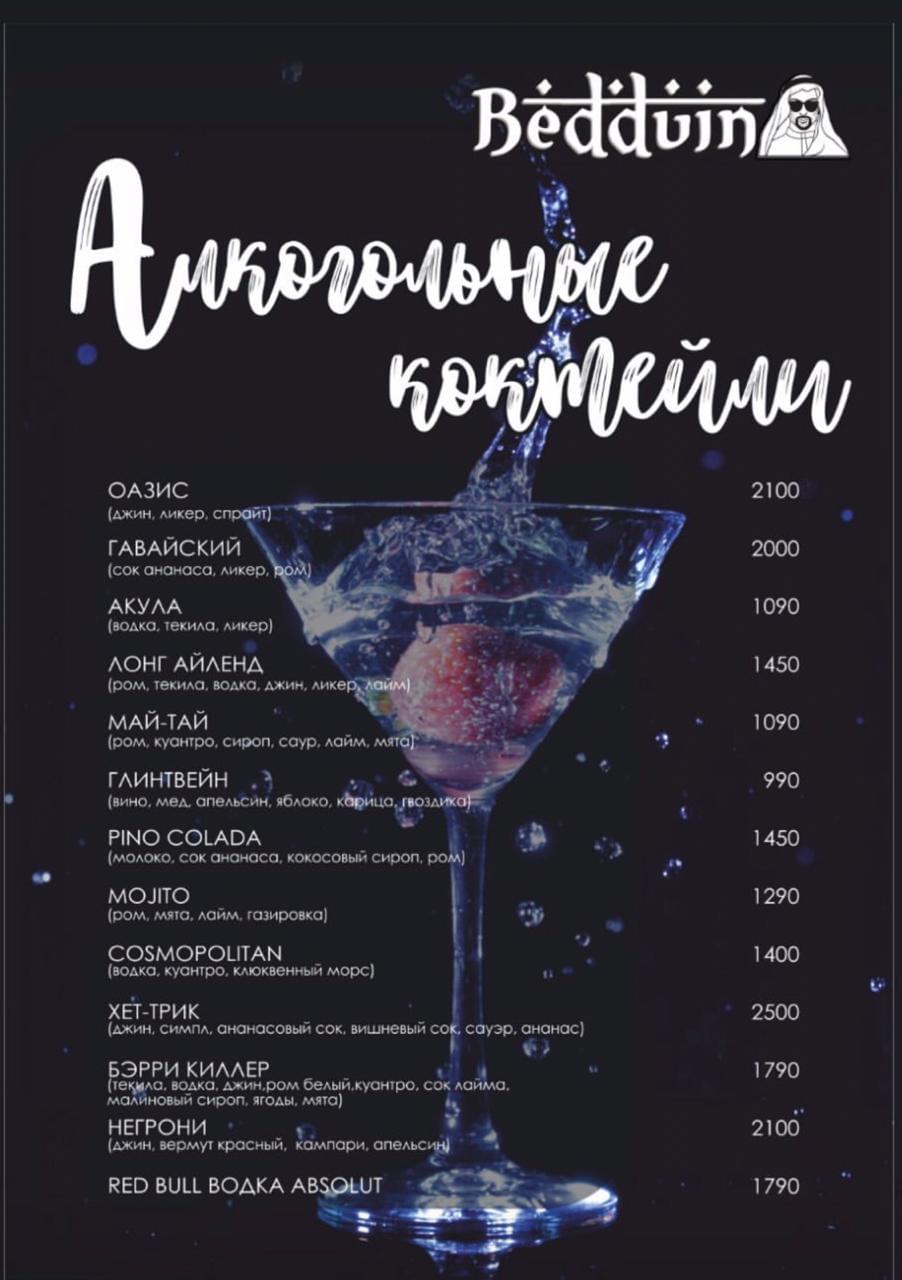 Bedduin
Алкогольные
коктейли
ОАЗИС 2100
(джин, ликер, спрайт)
ГАВАЙСКИЙ 2000
(сок ананаса, ликер, ром)
АКУЛА 1090
(водка, текила, ликер)
ЛОНГ АЙЛЕНД 1450
(ром, текила, водка, джин, ликер, лайм)
МАЙ-ТАЙ 1090
(ром, куантро, сироп, саур, лайм, мята)
ГЛИНТВЕЙН 990
(вино, мед, апельсин, яблоко, карица, гвоздика)
PINO COLADA 1450
(молоко, сок ананаса, кокосовый сироп, ром)
MOJITO 1290
(ром, мята, лайм, газировка)
COSMOPOLITAN 1400
(водка, куантро, клюквенный морс)
ХЕТ-ТРИК 2500
(джин, симпл, ананасовый сок, вишневый сок, сауэр, ананас)
БЭРРИ КИЛЛЕР 1790
(текила, водка, джин,ром белый,куантро, сок лайма,
малиновый сироп, ягоды, мята)
НЕГРОНИ 2100
(джин, вермут красный, кампари, апельсин)
RED BULL ВОДКА ABSOLUT 1790